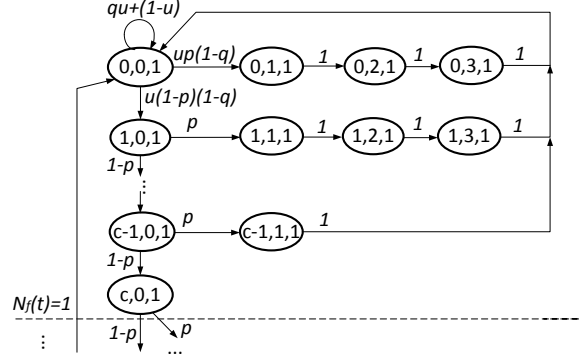 qu+(1-u)
0,0,1 up(1-q) 0,1,1 1 0,2,1 1 0,3,1 1
u(1-p)(1-q)
1,0,1 p 1,1,1 1 1,2,1 1 1,3,1 1
1-p
...
c-1,0,1 p c-1,1,1 1
1-p
c,0,1
Nf(t)=1
1-p p
... ...